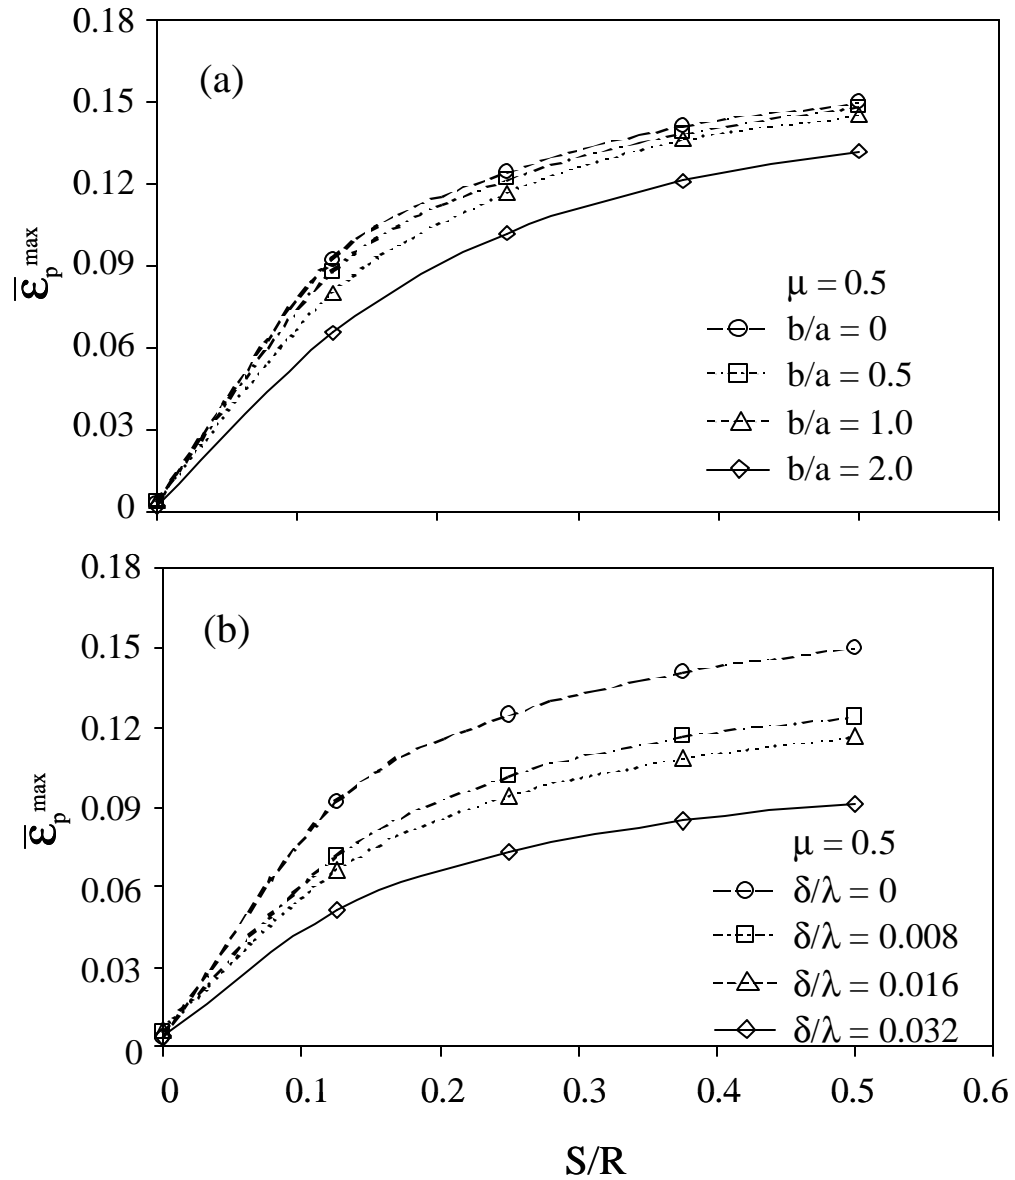 0.18
(a)
0.15
0.12
0.09
ε̅ₚᵐᵃˣ
μ = 0.5
b/a = 0
0.06
b/a = 0.5
0.03
b/a = 1.0
b/a = 2.0
0
0.18
(b)
0.15
0.12
0.09
ε̅ₚᵐᵃˣ
μ = 0.5
0.06
δ/λ = 0
δ/λ = 0.008
0.03
δ/λ = 0.016
δ/λ = 0.032
0
0 0.1 0.2 0.3 0.4 0.5 0.6
S/R